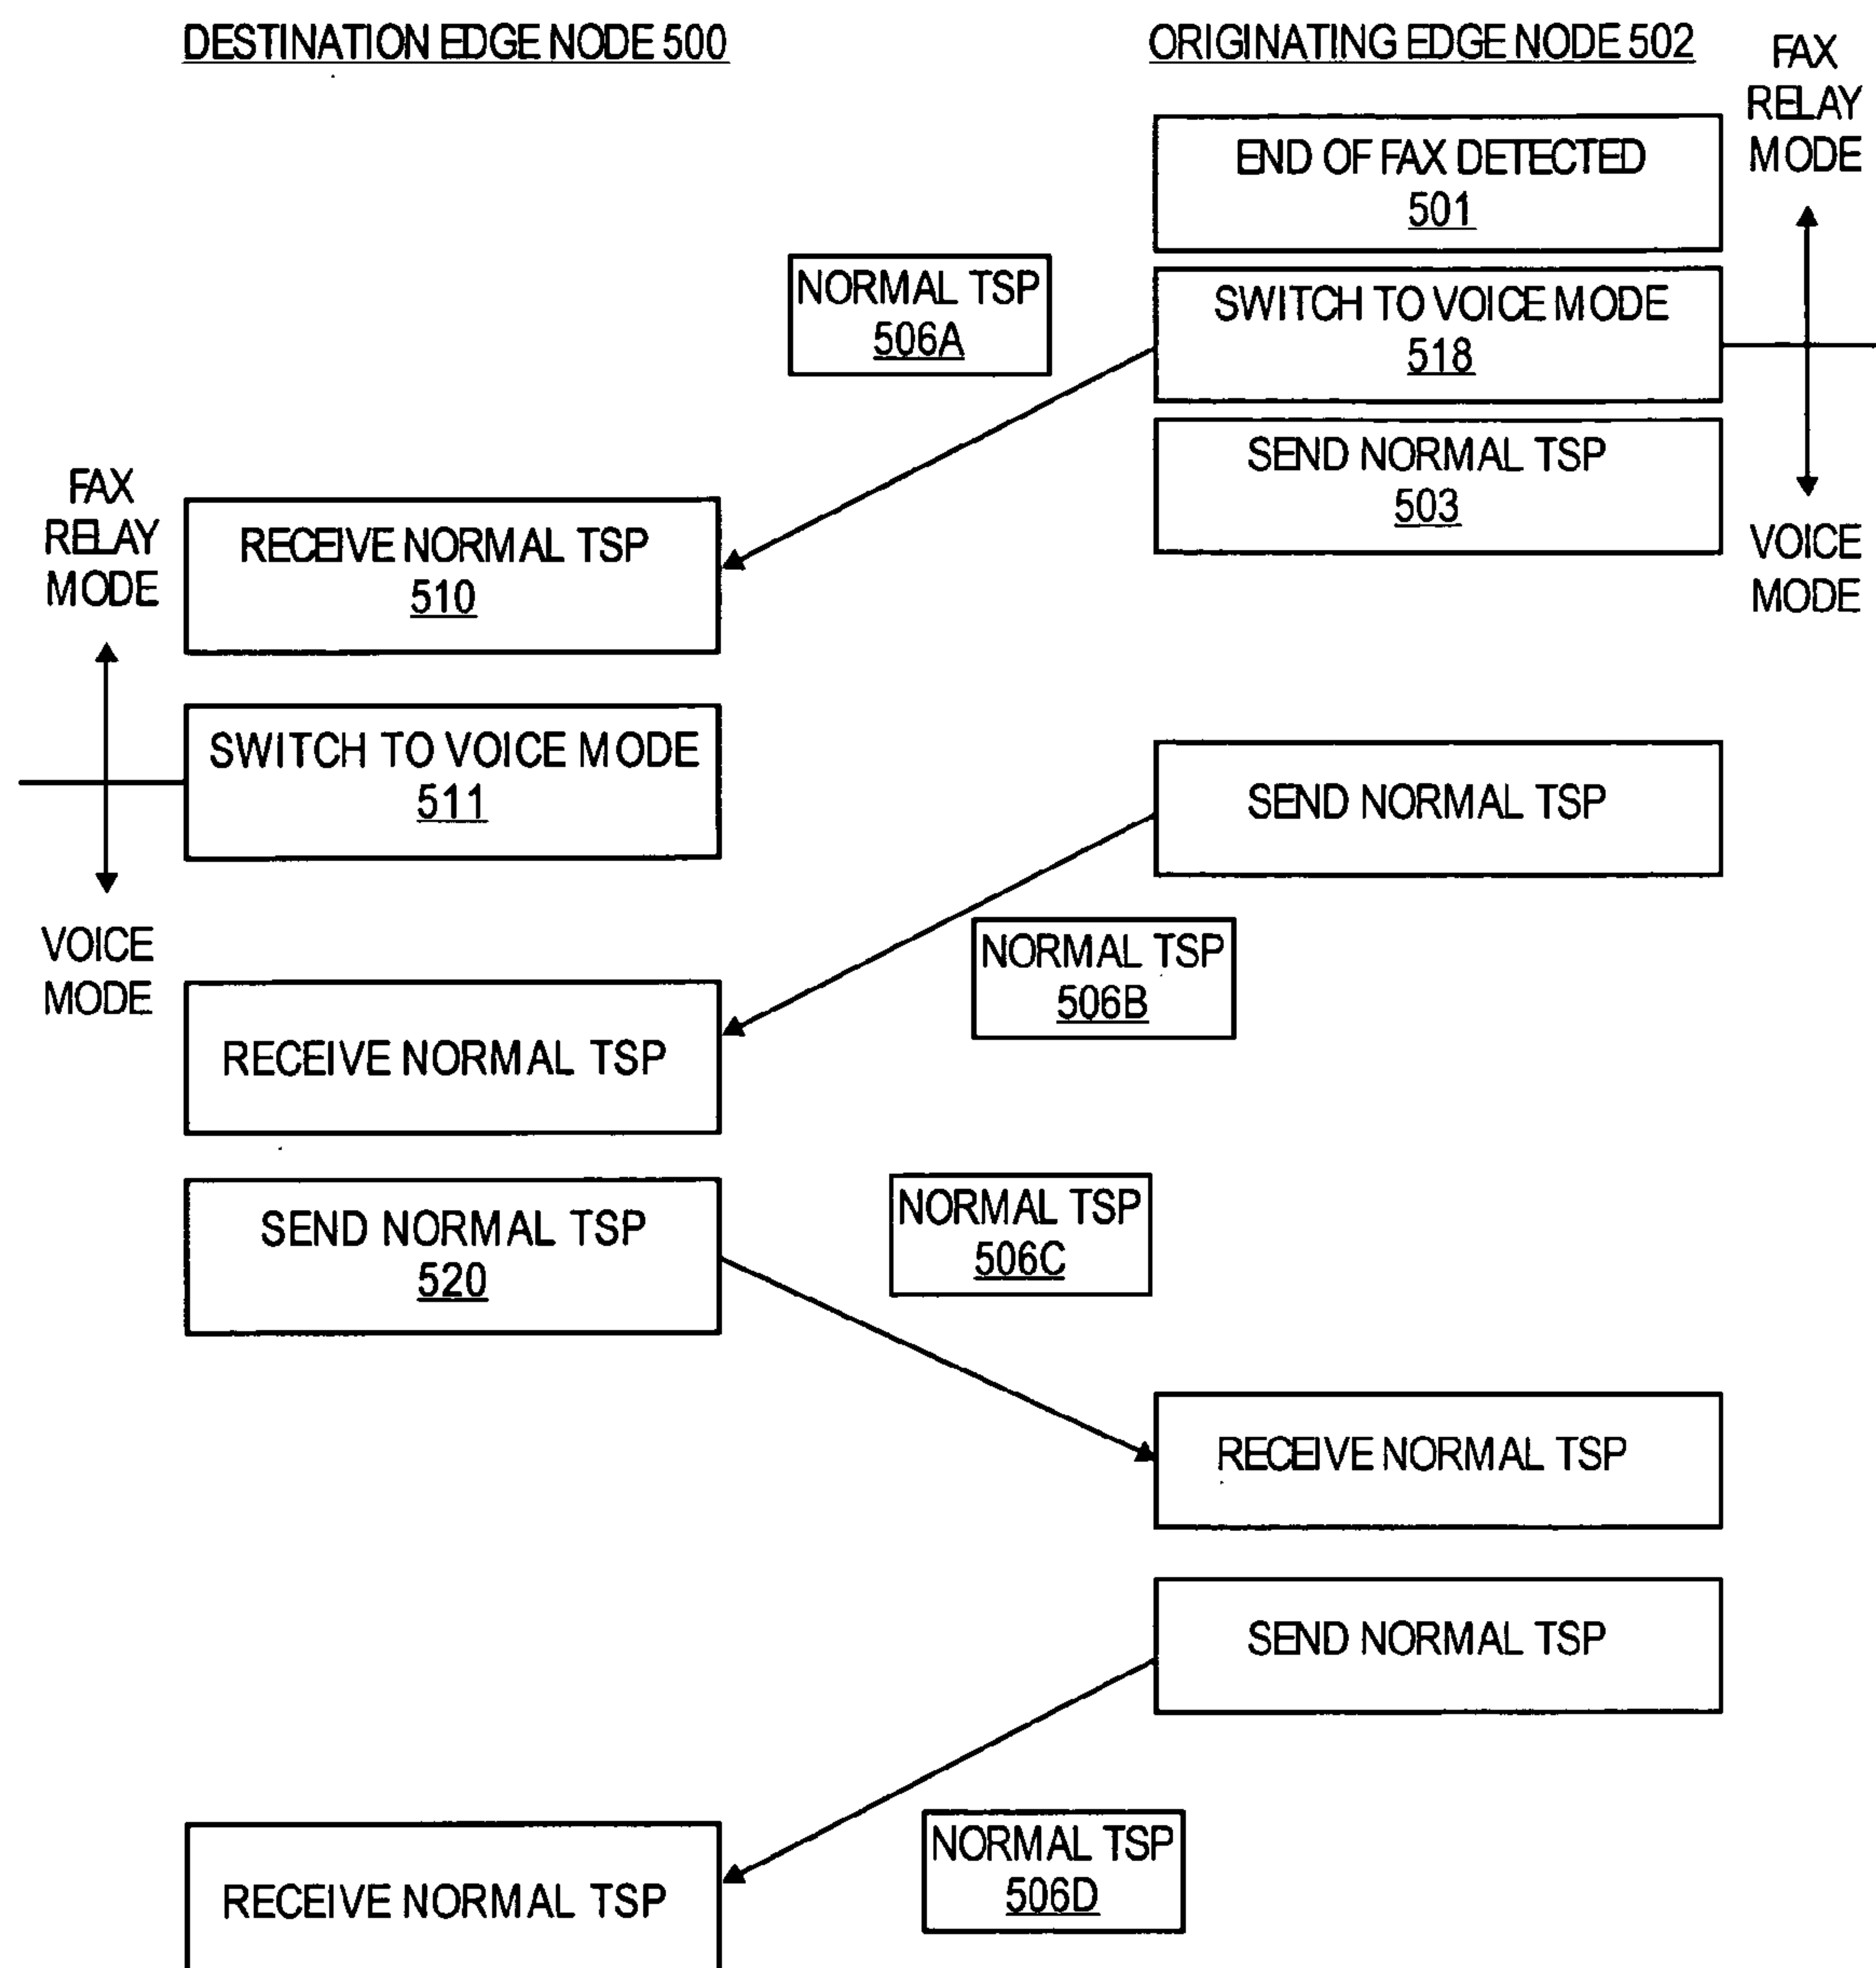 DESTINATION EDGE NODE 500
ORIGINATING EDGE NODE 502
FAX
RELAY
MODE
END OF FAX DETECTED
501
NORMAL TSP
506A
SWITCH TO VOICE MODE
518
SEND NORMAL TSP
503
VOICE
MODE
FAX
RELAY
MODE
RECEIVE NORMAL TSP
510
SWITCH TO VOICE MODE
511
SEND NORMAL TSP
VOICE
MODE
NORMAL TSP
506B
RECEIVE NORMAL TSP
SEND NORMAL TSP
520
NORMAL TSP
506C
RECEIVE NORMAL TSP
SEND NORMAL TSP
NORMAL TSP
506D
RECEIVE NORMAL TSP